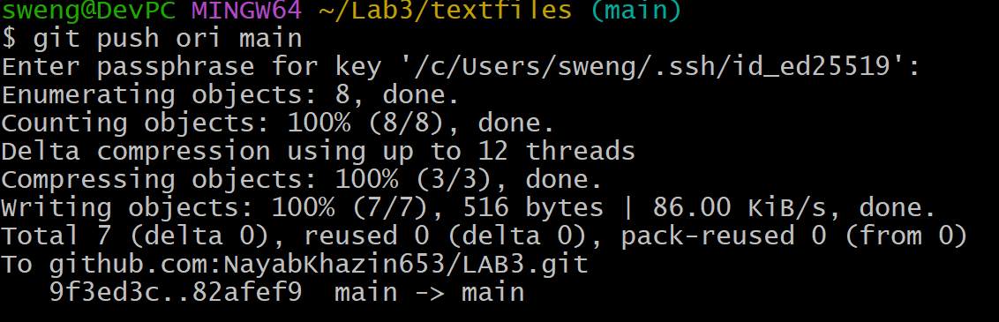 sweng@DevPC MINGW64 ~/Lab3/textfiles (main)
$ git push ori main
Enter passphrase for key '/c/Users/sweng/.ssh/id_ed25519':
Enumerating objects: 8, done.
Counting objects: 100% (8/8), done.
Delta compression using up to 12 threads
Compressing objects: 100% (3/3), done.
Writing objects: 100% (7/7), 516 bytes | 86.00 KiB/s, done.
Total 7 (delta 0), reused 0 (delta 0), pack-reused 0 (from 0)
To github.com:NayabKhazin653/LAB3.git
   9f3ed3c..82afef9  main -> main